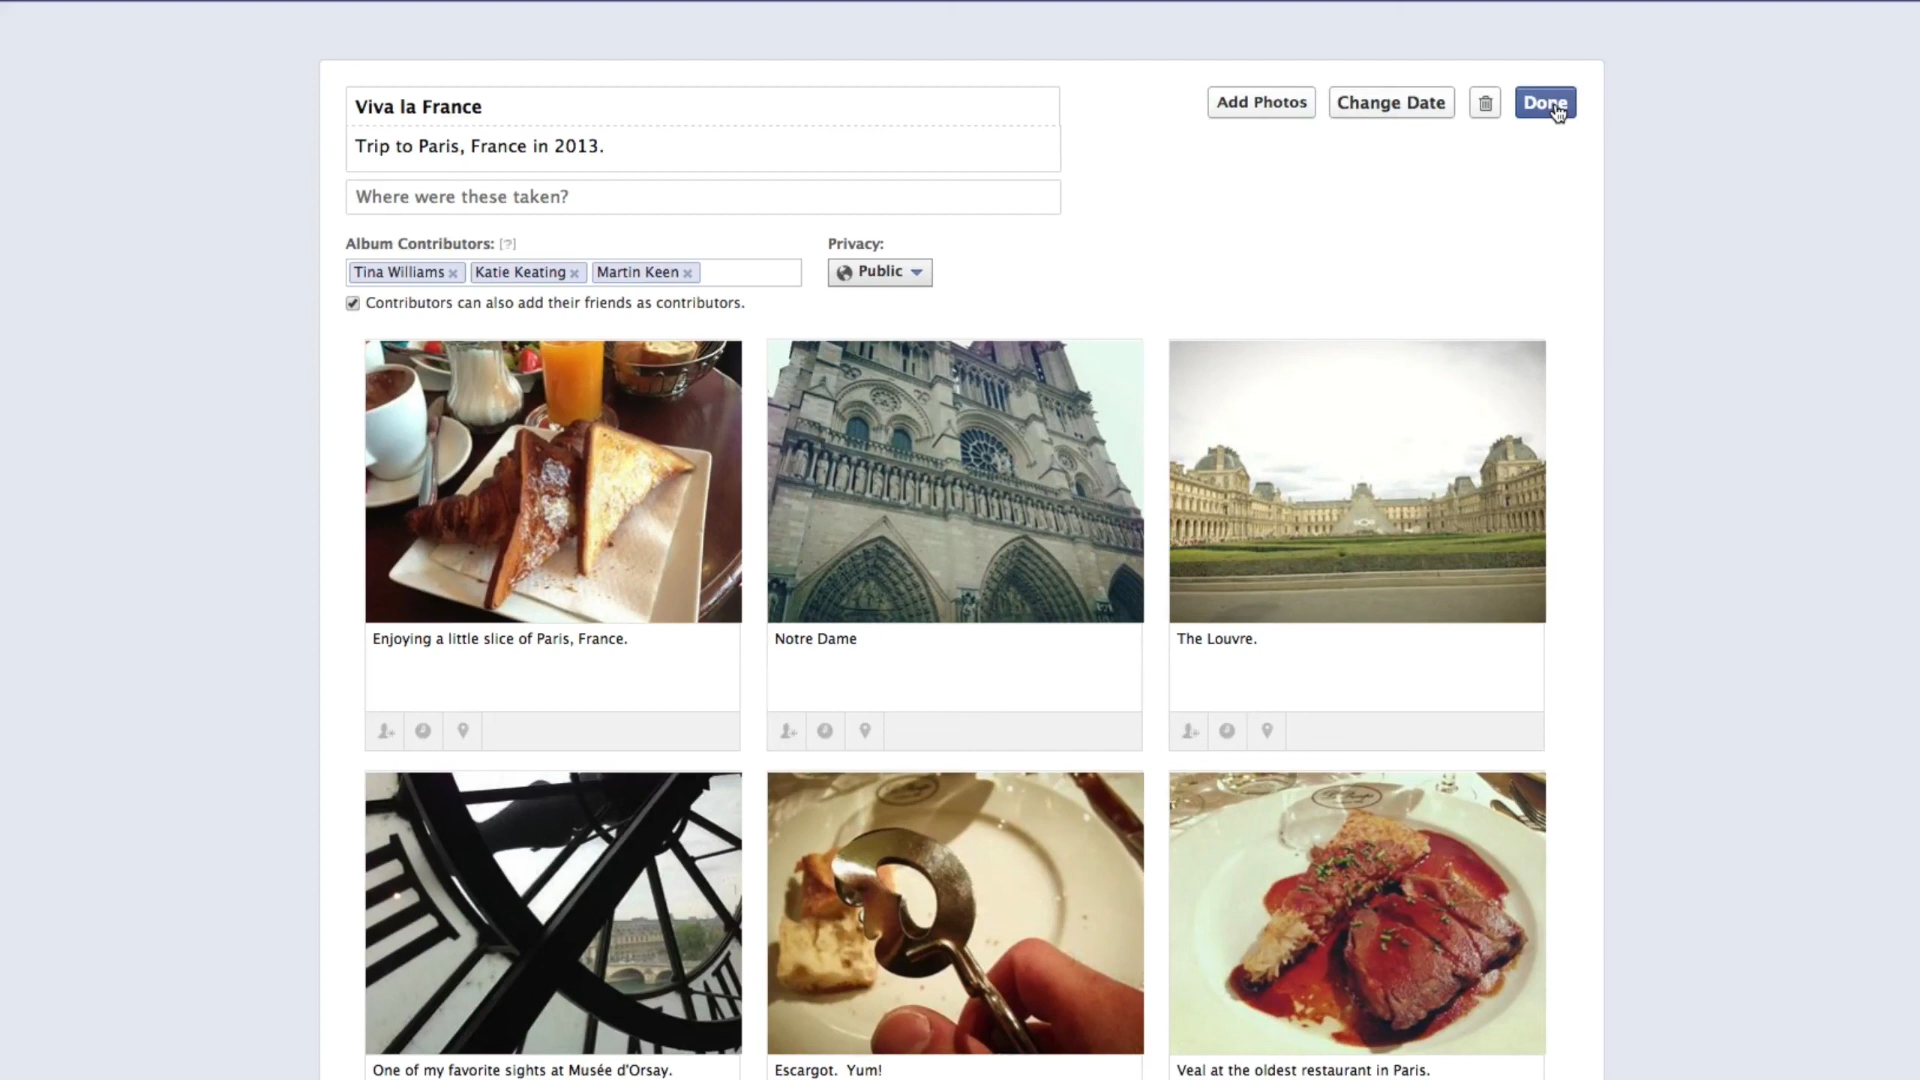 Viva la France
Add Photos
Change Date
Done
Trip to Paris, France in 2013.
Where were these taken?
Album Contributors: [?]
Privacy:
Tina Williams x Katie Keating x Martin Keen x
Public
Contributors can also add their friends as contributors.
Enjoying a little slice of Paris, France.
Notre Dame
The Louvre.
One of my favorite sights at Musée d'Orsay.
Escargot.  Yum!
Veal at the oldest restaurant in Paris.